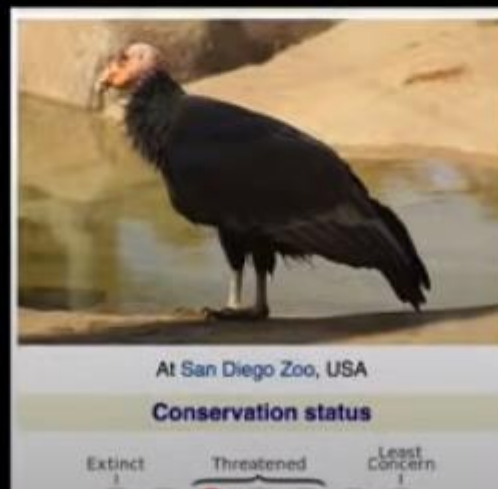 At San Diego Zoo, USA
Conservation status
Extinct
Threatened
Least
Concern